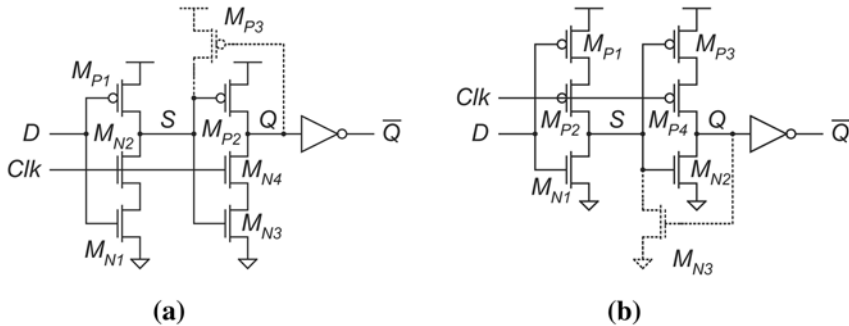 M_P3
M_P1
D
M_N2
S
M_P2
Q
Q̅
Clk
M_N4
M_N3
M_N1
(a)
M_P1
M_P3
Clk
M_P2
M_P4
D
S
Q
Q̅
M_N1
M_N2
M_N3
(b)